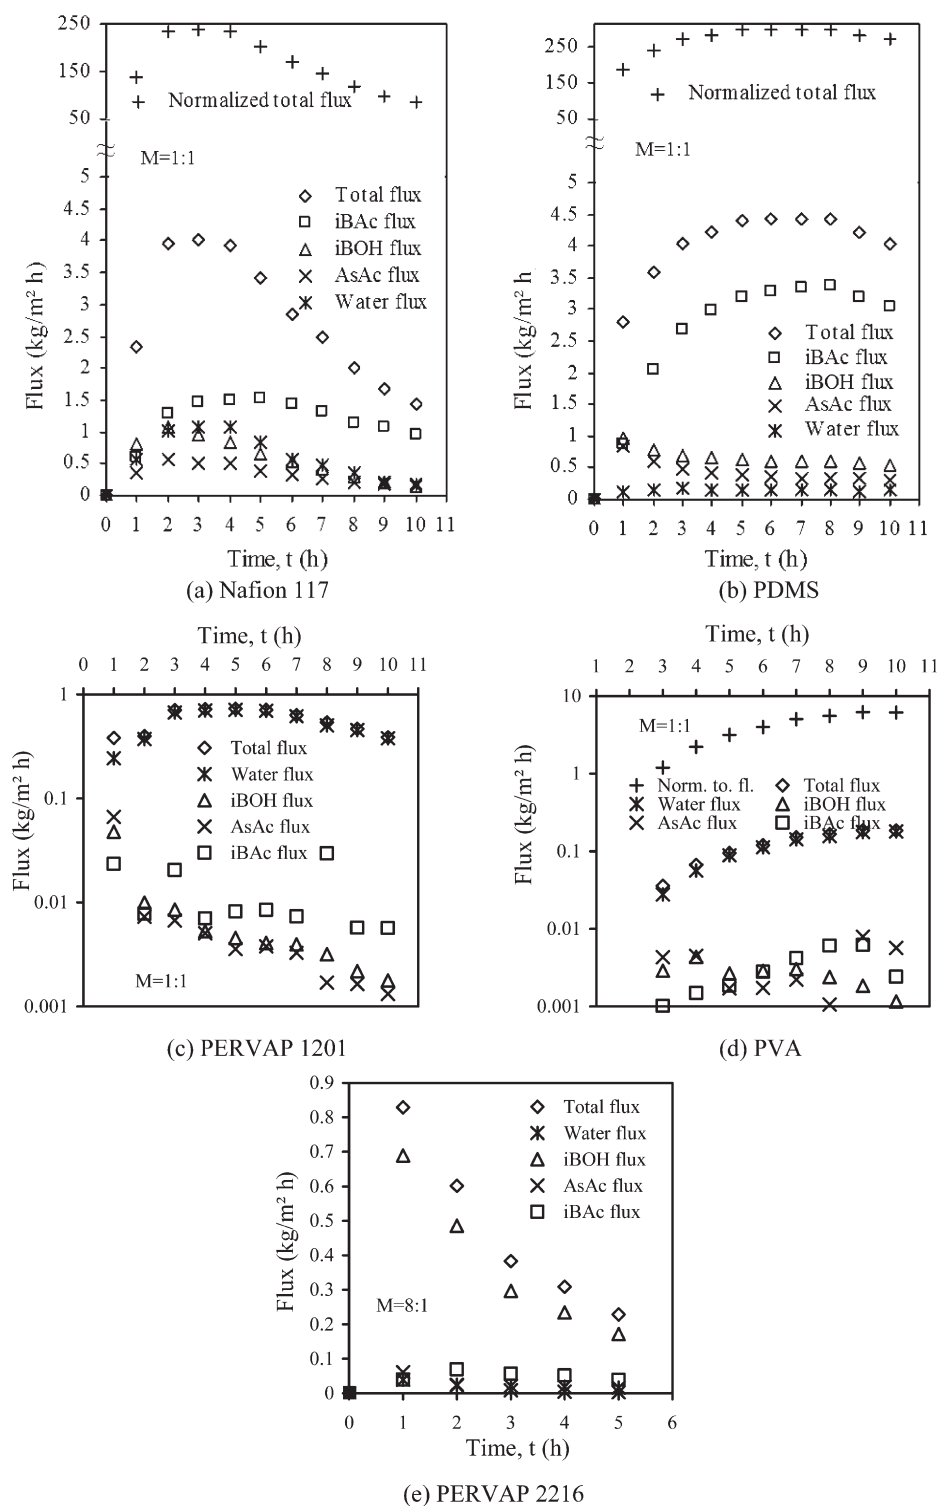 250
150
50
Normalized total flux
M=1:1
5
4.5
4
3.5
3
2.5
2
1.5
1
0.5
0
Total flux
iBAc flux
iBOH flux
AsAc flux
Water flux
Flux (kg/m² h)
0 1 2 3 4 5 6 7 8 9 10 11
Time, t (h)
(a) Nafion 117
250
200
150
100
50
Normalized total flux
M=1:1
5
4.5
4
3.5
3
2.5
2
1.5
1
0.5
0
Total flux
iBAc flux
iBOH flux
AsAc flux
Water flux
Flux (kg/m² h
0 1 2 3 4 5 6 7 8 9 10 11
Time, t (h)
(b) PDMS
Time, t (h)
0 1 2 3 4 5 6 7 8 9 10 11
1
0.1
0.01
0.001
Flux (kg/m² h)
Total flux
Water flux
iBOH flux
AsAc flux
iBAc flux
M=1:1
(c) PERVAP 1201
Time, t (h)
1 2 3 4 5 6 7 8 9 10 11
10
1
0.1
0.01
0.001
Flux (kg/m² h)
M=1:1
Norm. to. fl. Total flux
Water flux iBOH flux
AsAc flux iBAc flux
(d) PVA
0.9
0.8
0.7
0.6
0.5
0.4
0.3
0.2
0.1
0
Flux (kg/m² h)
Total flux
Water flux
iBOH flux
AsAc flux
iBAc flux
M=8:1
0 1 2 3 4 5 6
Time, t (h)
(e) PERVAP 2216